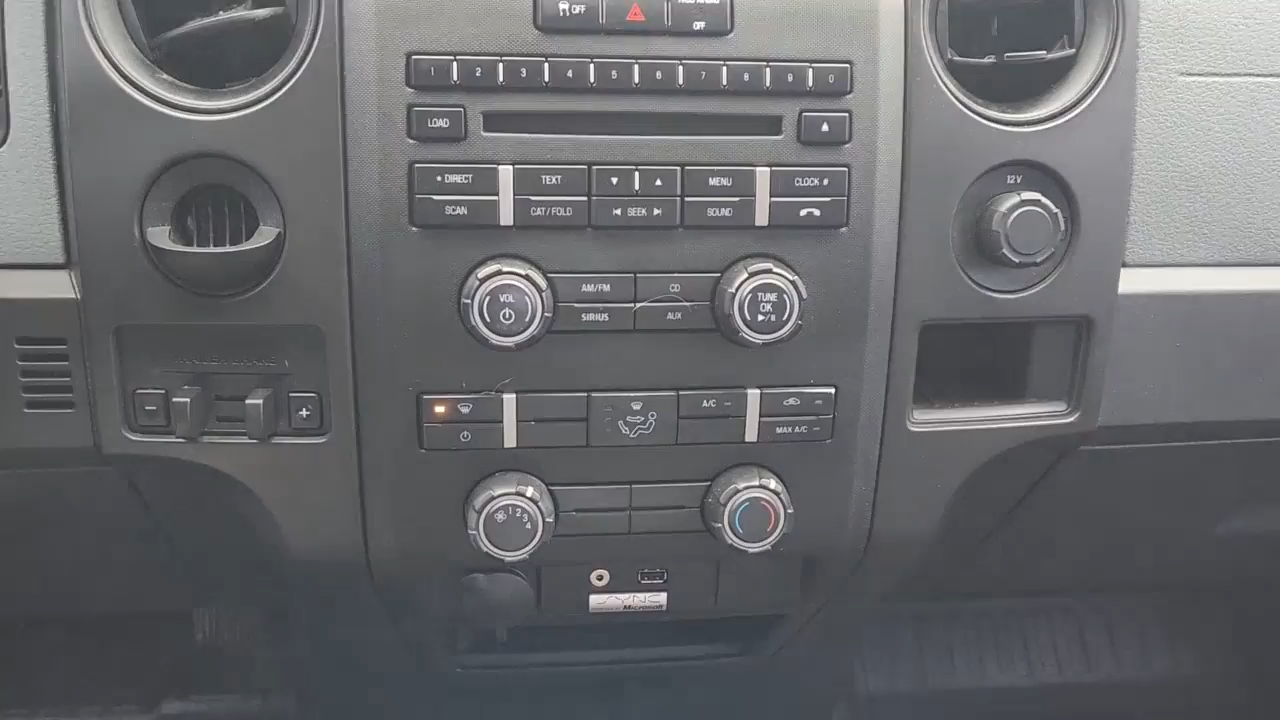 OFF
OFF
1 2 3 4 5 6 7 8 9 0
LOAD
* DIRECT TEXT MENU CLOCK #
SCAN CAT/FOLD SEEK SOUND
12V
VOL AM/FM CD TUNE
OK
SIRIUS AUX
TRAILER BRAKE
- +
A/C
MAX A/C
1 2 3 4
SYNC
Microsoft